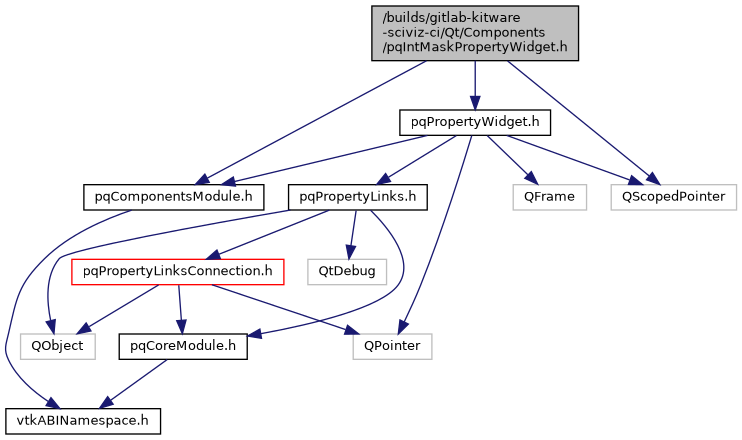 /builds/gitlab-kitware
-sciviz-ci/Qt/Components
/pqIntMaskPropertyWidget.h
pqPropertyWidget.h
pqComponentsModule.h
pqPropertyLinks.h
QFrame
QScopedPointer
pqPropertyLinksConnection.h
QtDebug
QObject
pqCoreModule.h
QPointer
vtkABINamespace.h